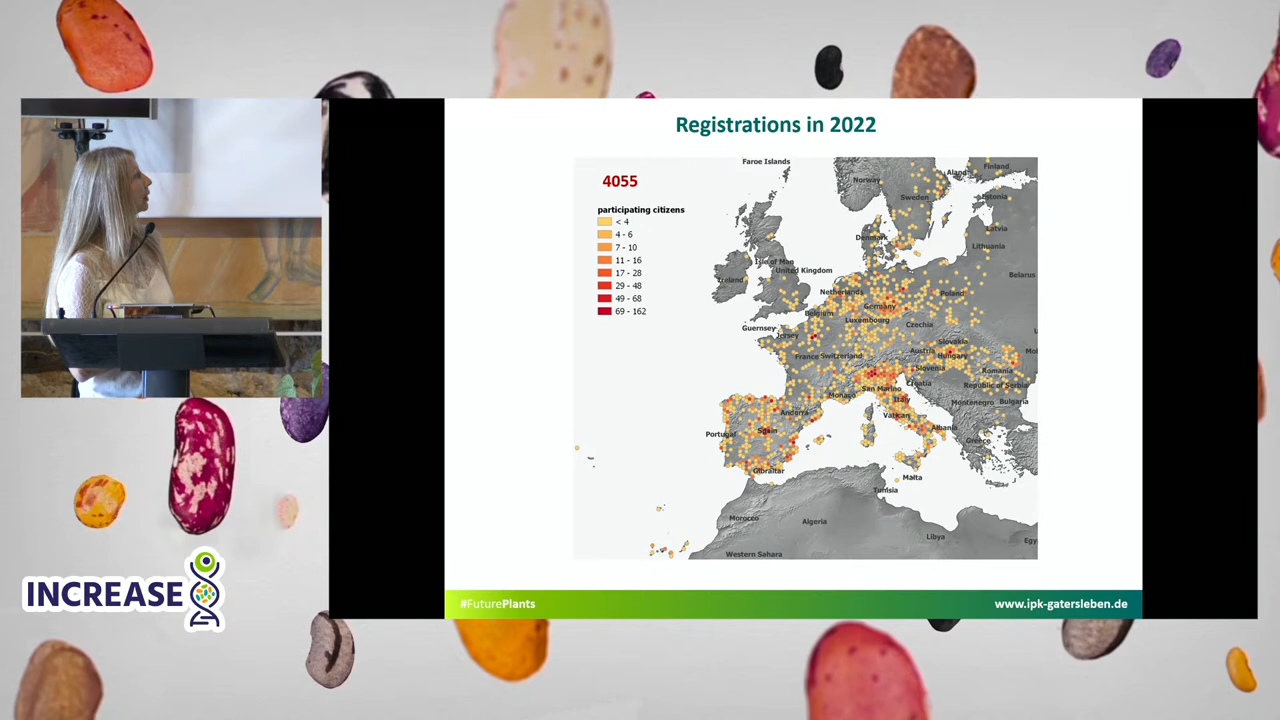 Registrations in 2022
4055
participating citizens
< 4
4 - 6
7 - 10
11 - 16
17 - 28
29 - 48
49 - 68
69 - 162
Faroe Islands
Norway
Sweden
Aland
Finland
Estonia
Latvia
Denmark
Lithuania
Isle of Man
United Kingdom
Ireland
Belarus
Netherlands
Poland
Germany
Belgium
Luxembourg
Czechia
Guernsey
Jersey
Slovakia
Austria
Hungary
France
Switzerland
Slovenia
Romania
Croatia
Republic of Serbia
San Marino
Monaco
Italy
Montenegro
Bulgaria
Andorra
Vatican
Portugal
Spain
Albania
Greece
Gibraltar
Malta
Tunisia
Morocco
Algeria
Libya
Western Sahara
#FuturePlants
www.ipk-gatersleben.de
INCREASE